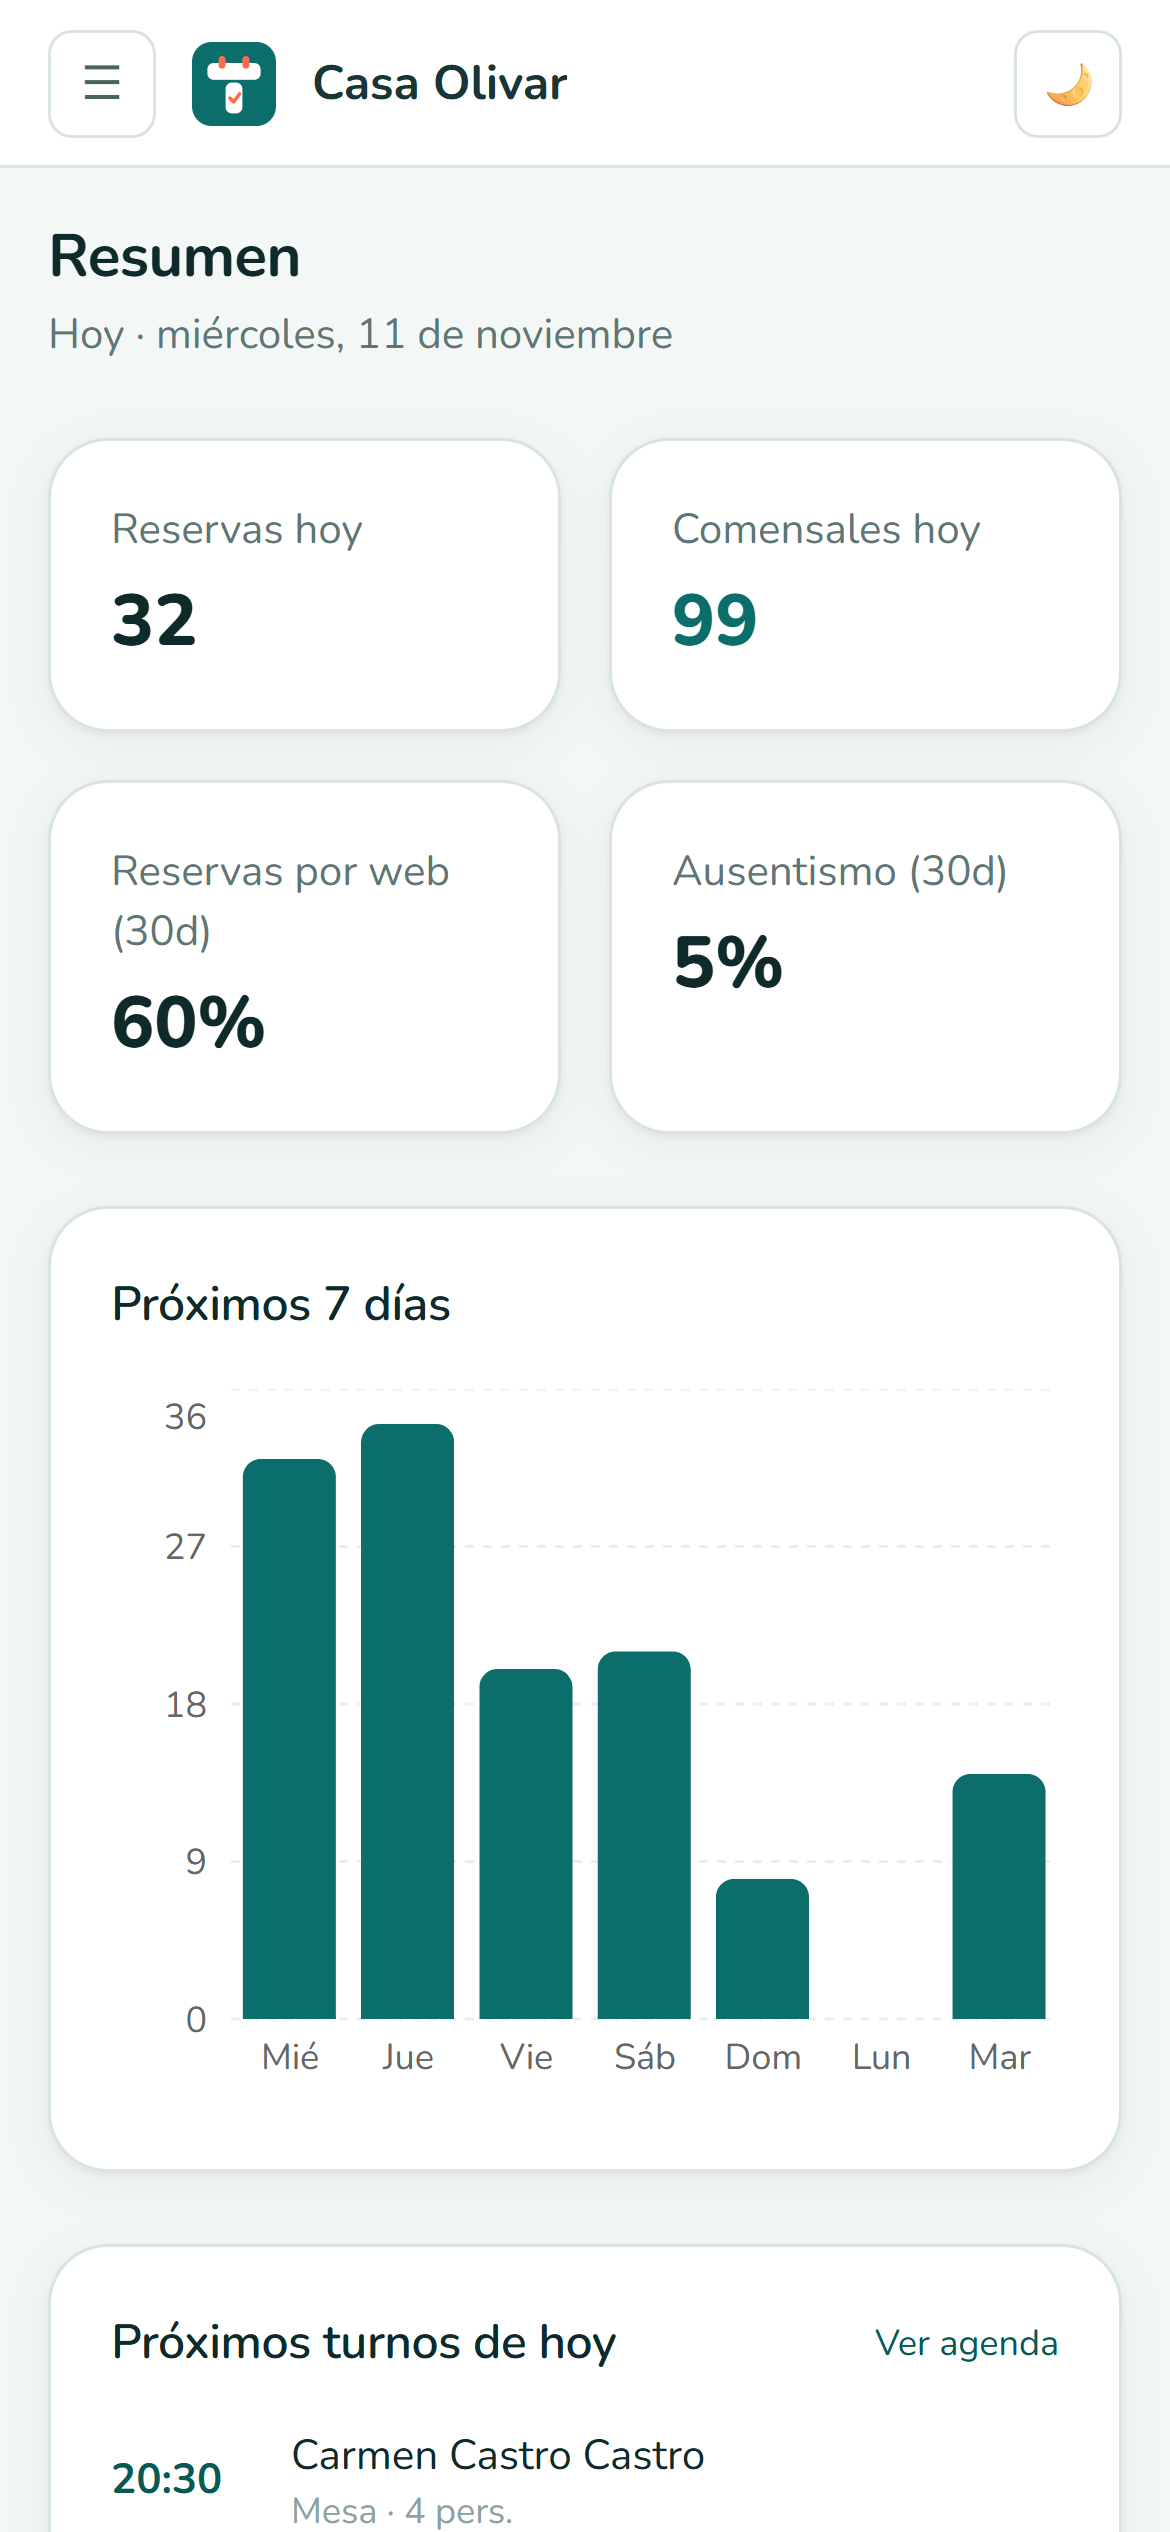 Casa Olivar
Resumen
Hoy · miércoles, 11 de noviembre
Reservas hoy
32
Comensales hoy
99
Reservas por web
(30d)
60%
Ausentismo (30d)
5%
Próximos 7 días
36
27
18
9
0
Mié Jue Vie Sáb Dom Lun Mar
Próximos turnos de hoy
Ver agenda
20:30
Carmen Castro Castro
Mesa · 4 pers.